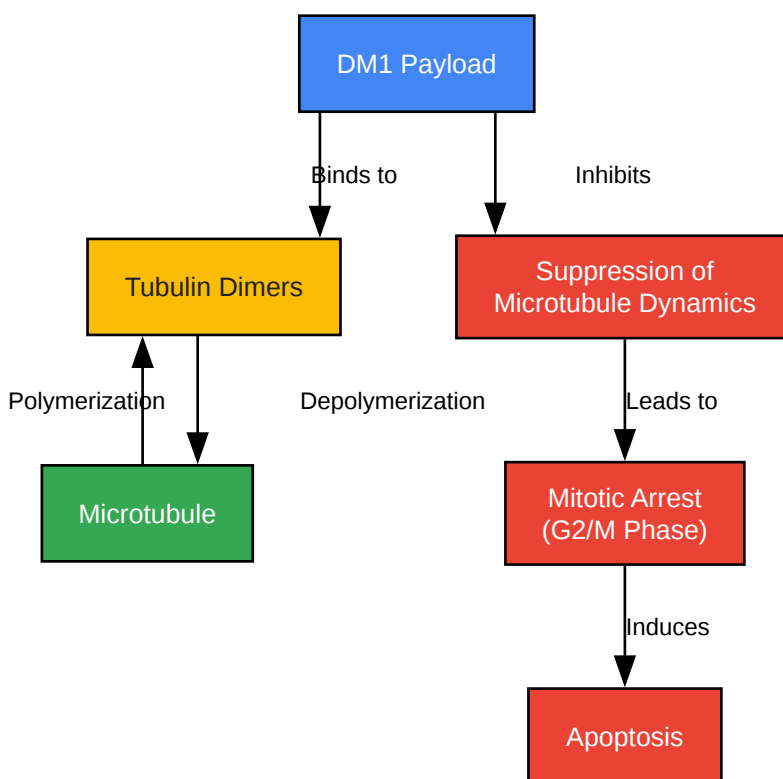 DM1 Payload
Binds to
Inhibits
Tubulin Dimers
Suppression of
Microtubule Dynamics
Polymerization
Depolymerization
Leads to
Microtubule
Mitotic Arrest
(G2/M Phase)
Induces
Apoptosis